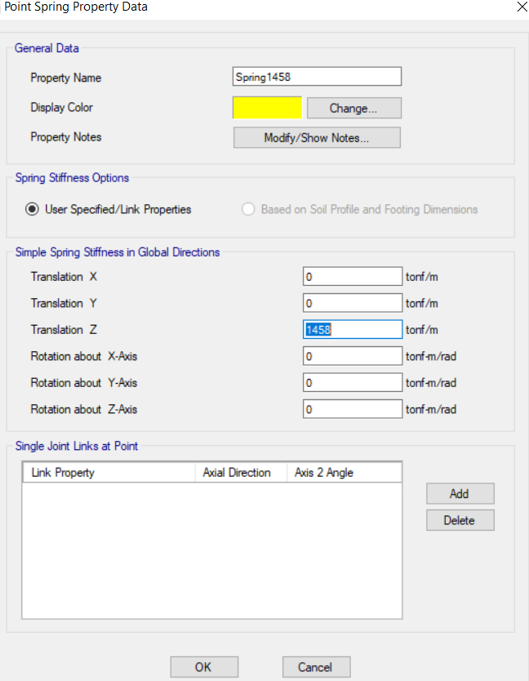 Point Spring Property Data
General Data
Property Name Spring1458
Display Color Change...
Property Notes Modify/Show Notes...
Spring Stiffness Options
User Specified/Link Properties Based on Soil Profile and Footing Dimensions
Simple Spring Stiffness in Global Directions
Translation X 0 tonf/m
Translation Y 0 tonf/m
Translation Z 1458 tonf/m
Rotation about X-Axis 0 tonf-m/rad
Rotation about Y-Axis 0 tonf-m/rad
Rotation about Z-Axis 0 tonf-m/rad
Single Joint Links at Point
Link Property Axial Direction Axis 2 Angle
Add
Delete
OK Cancel